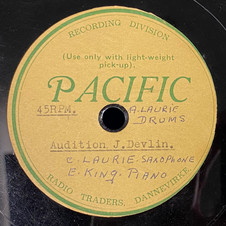 RECORDING DIVISION
(Use only with light-weight
pick-up).
PACIFIC
45RPM. A. LAURIE
DRUMS
Audition J.Devlin.
C. LAURIE. SAXOPHONE
E. KING. PIANO
RADIO TRADERS, DANNEVIRKE